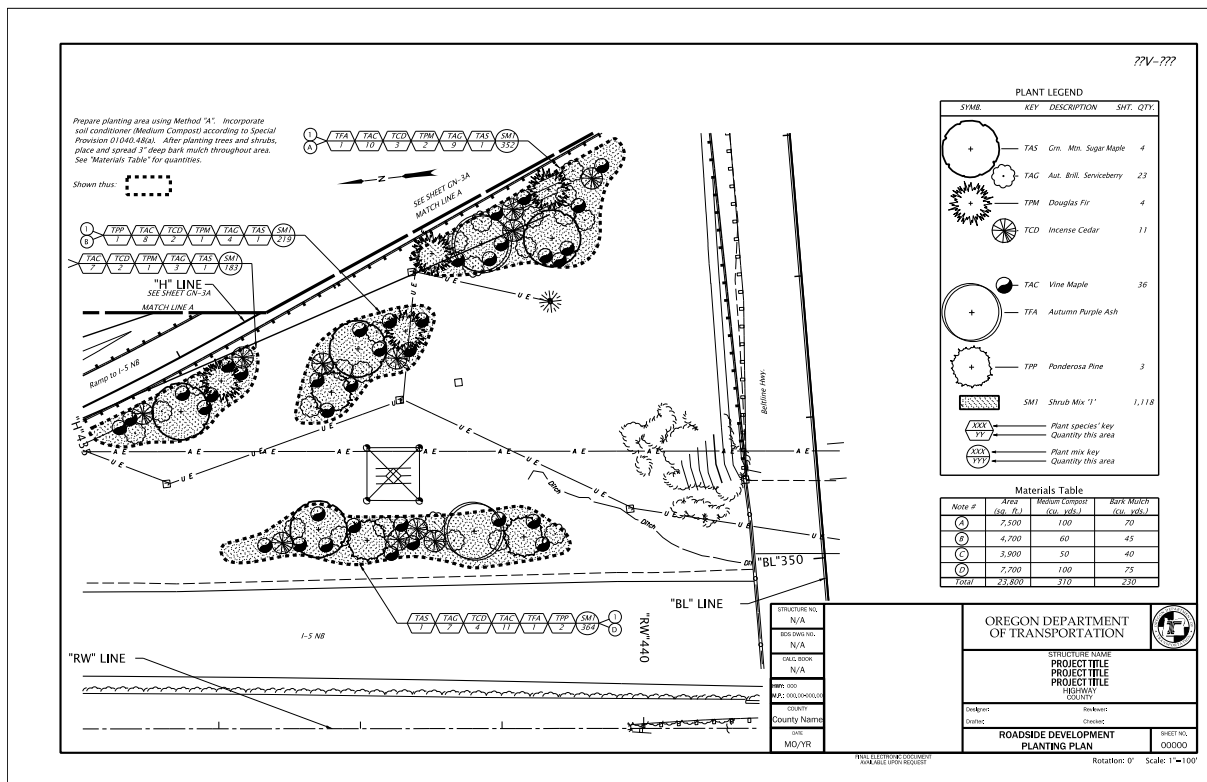 ??V-???
Prepare planting area using Method "A". Incorporate
soil conditioner (Medium Compost) according to Special
Provision 01040.48(a). After planting trees and shrubs,
place and spread 3" deep bark mulch throughout area.
See "Materials Table" for quantities.
Shown thus:
1 TFA TAC TCD TPM TAG TAS SM1
A 1 10 3 2 9 1 352
N
SEE SHEET GN-3A
MATCH LINE A
1 TPP TAC TCD TPM TAG TAS SM1
B 1 8 2 1 4 1 219
TAC TCD TPM TAG TAS SM1
7 2 1 3 1 183
"H" LINE
SEE SHEET GN-3A
MATCH LINE A
Ramp to I-5 NB
"H"43
U E
U E
U E
U E
U E
U E
U E
U E
A E A E A E A E A E A E A E A E
Beltline Hwy.
Ditch
Ditch
"BL"350
"BL" LINE
TAS TAG TCD TAC TFA TPP SM1 1
1 7 4 11 1 2 364 D
I-5 NB
"RW"440
"RW" LINE
PLANT LEGEND
SYMB. KEY DESCRIPTION SHT. QTY.
TAS Grn. Mtn. Sugar Maple 4
TAG Aut. Brill. Serviceberry 23
TPM Douglas Fir 4
TCD Incense Cedar 11
TAC Vine Maple 36
TFA Autumn Purple Ash
TPP Ponderosa Pine 3
SM1 Shrub Mix '1' 1,118
XXX Plant species' key
YY Quantity this area
XXX Plant mix key
YYY Quantity this area
Materials Table
Note # Area (sq. ft.) Medium Compost (cu. yds.) Bark Mulch (cu. yds.)
A 7,500 100 70
B 4,700 60 45
C 3,900 50 40
D 7,700 100 75
Total 23,800 310 230
STRUCTURE NO.
N/A
BDS DWG NO.
N/A
CALC. BOOK
N/A
HWY: 000
M.P.: 000.00-000.00
COUNTY
County Name
DATE
MO/YR
OREGON DEPARTMENT
OF TRANSPORTATION
STRUCTURE NAME
PROJECT TITLE
PROJECT TITLE
PROJECT TITLE
HIGHWAY
COUNTY
Designer: Reviewer:
Drafter: Checker:
ROADSIDE DEVELOPMENT
PLANTING PLAN
SHEET NO.
00000
FINAL ELECTRONIC DOCUMENT
AVAILABLE UPON REQUEST
Rotation: 0° Scale: 1"=100'